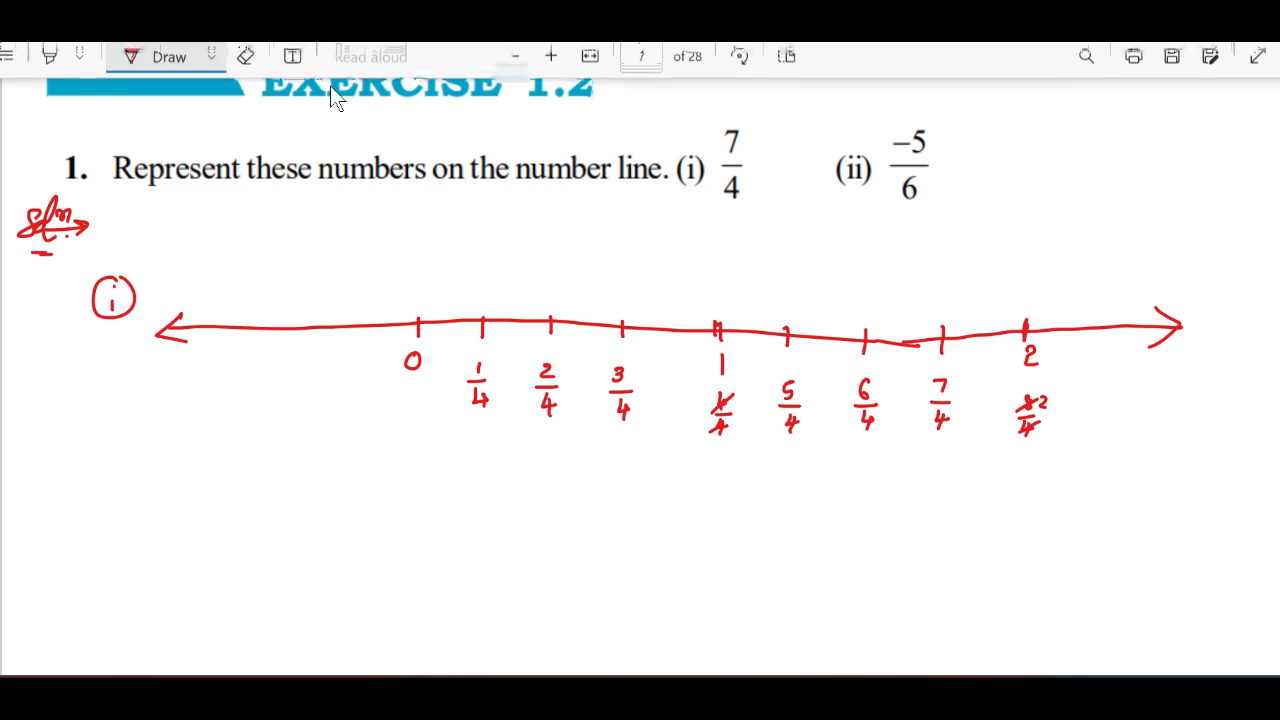 Draw Read aloud 1 of 28
EXERCISE 1.2
1. Represent these numbers on the number line. (i) 7/4 (ii) –5/6
Soln.
i
0 1 2
1/4 2/4 3/4 4/4 5/4 6/4 7/4 8/4 2